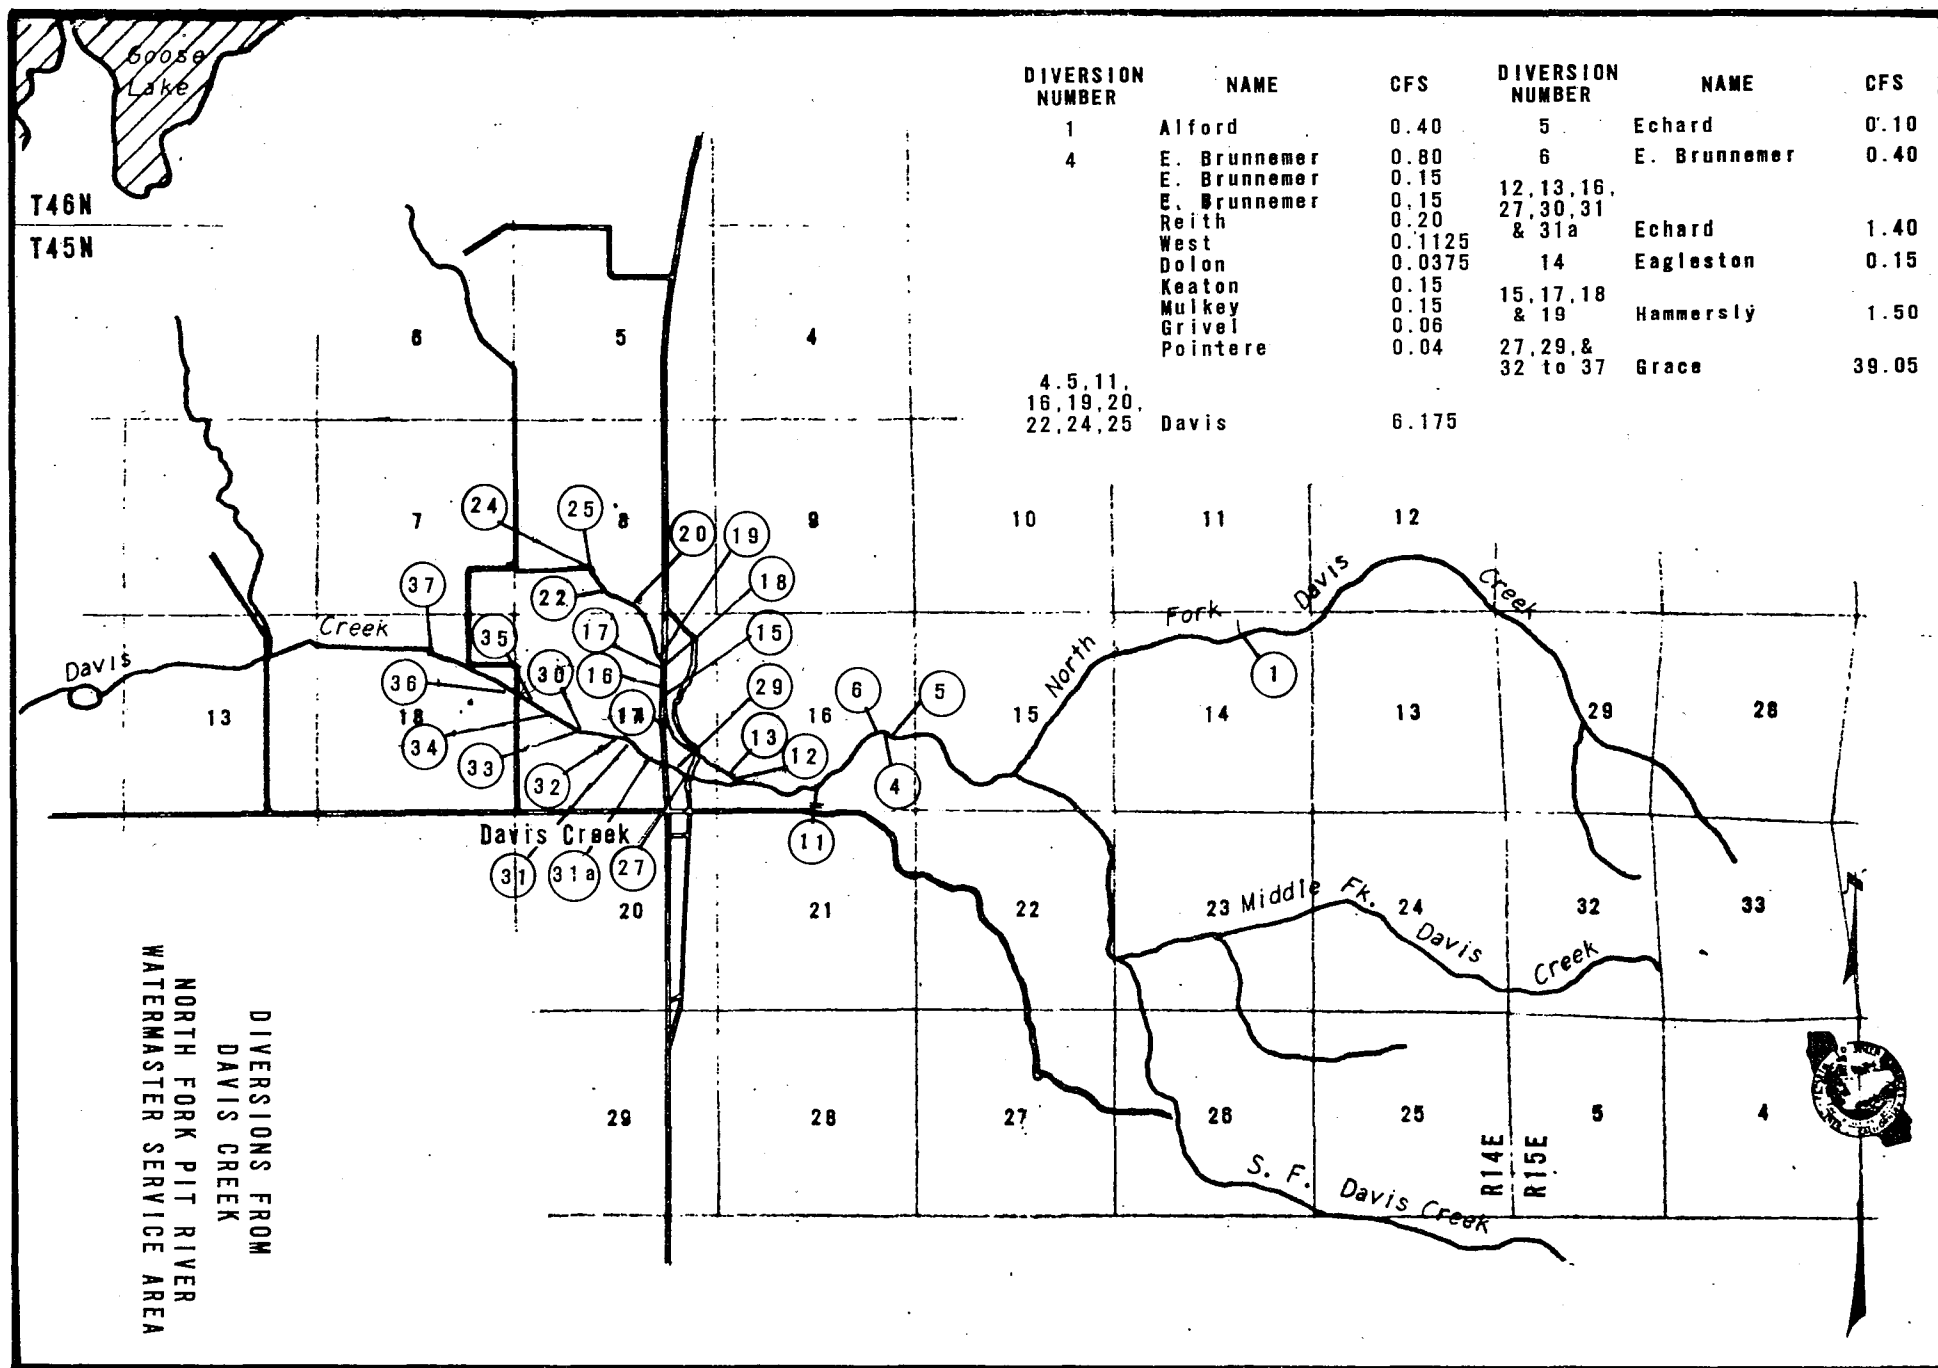 Goose
Lake
T46N
T45N
DIVERSION NUMBER NAME CFS DIVERSION NUMBER NAME CFS
1 Alford 0.40 5 Echard 0.10
4 E. Brunnemer 0.80 6 E. Brunnemer 0.40
E. Brunnemer 0.15
E. Brunnemer 0.15 12,13,16,
Reith 0.20 27,30,31
West 0.1125 & 31a Echard 1.40
Dolon 0.0375 14 Eagleston 0.15
Keaton 0.15
Mulkey 0.15 15,17,18
Grivel 0.06 & 19 Hammersly 1.50
Pointere 0.04 27,29,&
32 to 37 Grace 39.05
4.5,11,
16,19,20,
22,24,25 Davis 6.175
6 5 4
7 24 25 8 20 19 9 10 11 12
37 22 18
Davis Creek
35 17 15
North Fork Davis Creek
1
36 30 16 29 6 5
13 18 14 16 15 14 13 29 28
34 33 32 13 12 4
Davis Creek
11
31 31a 27
20 21 22 23 24 32 33
Middle Fk. Davis Creek
29 28 27 26 25 5 4
R14E R15E
S. F. Davis Creek
DIVERSIONS FROM
DAVIS CREEK
NORTH FORK PIT RIVER
WATERMASTER SERVICE AREA